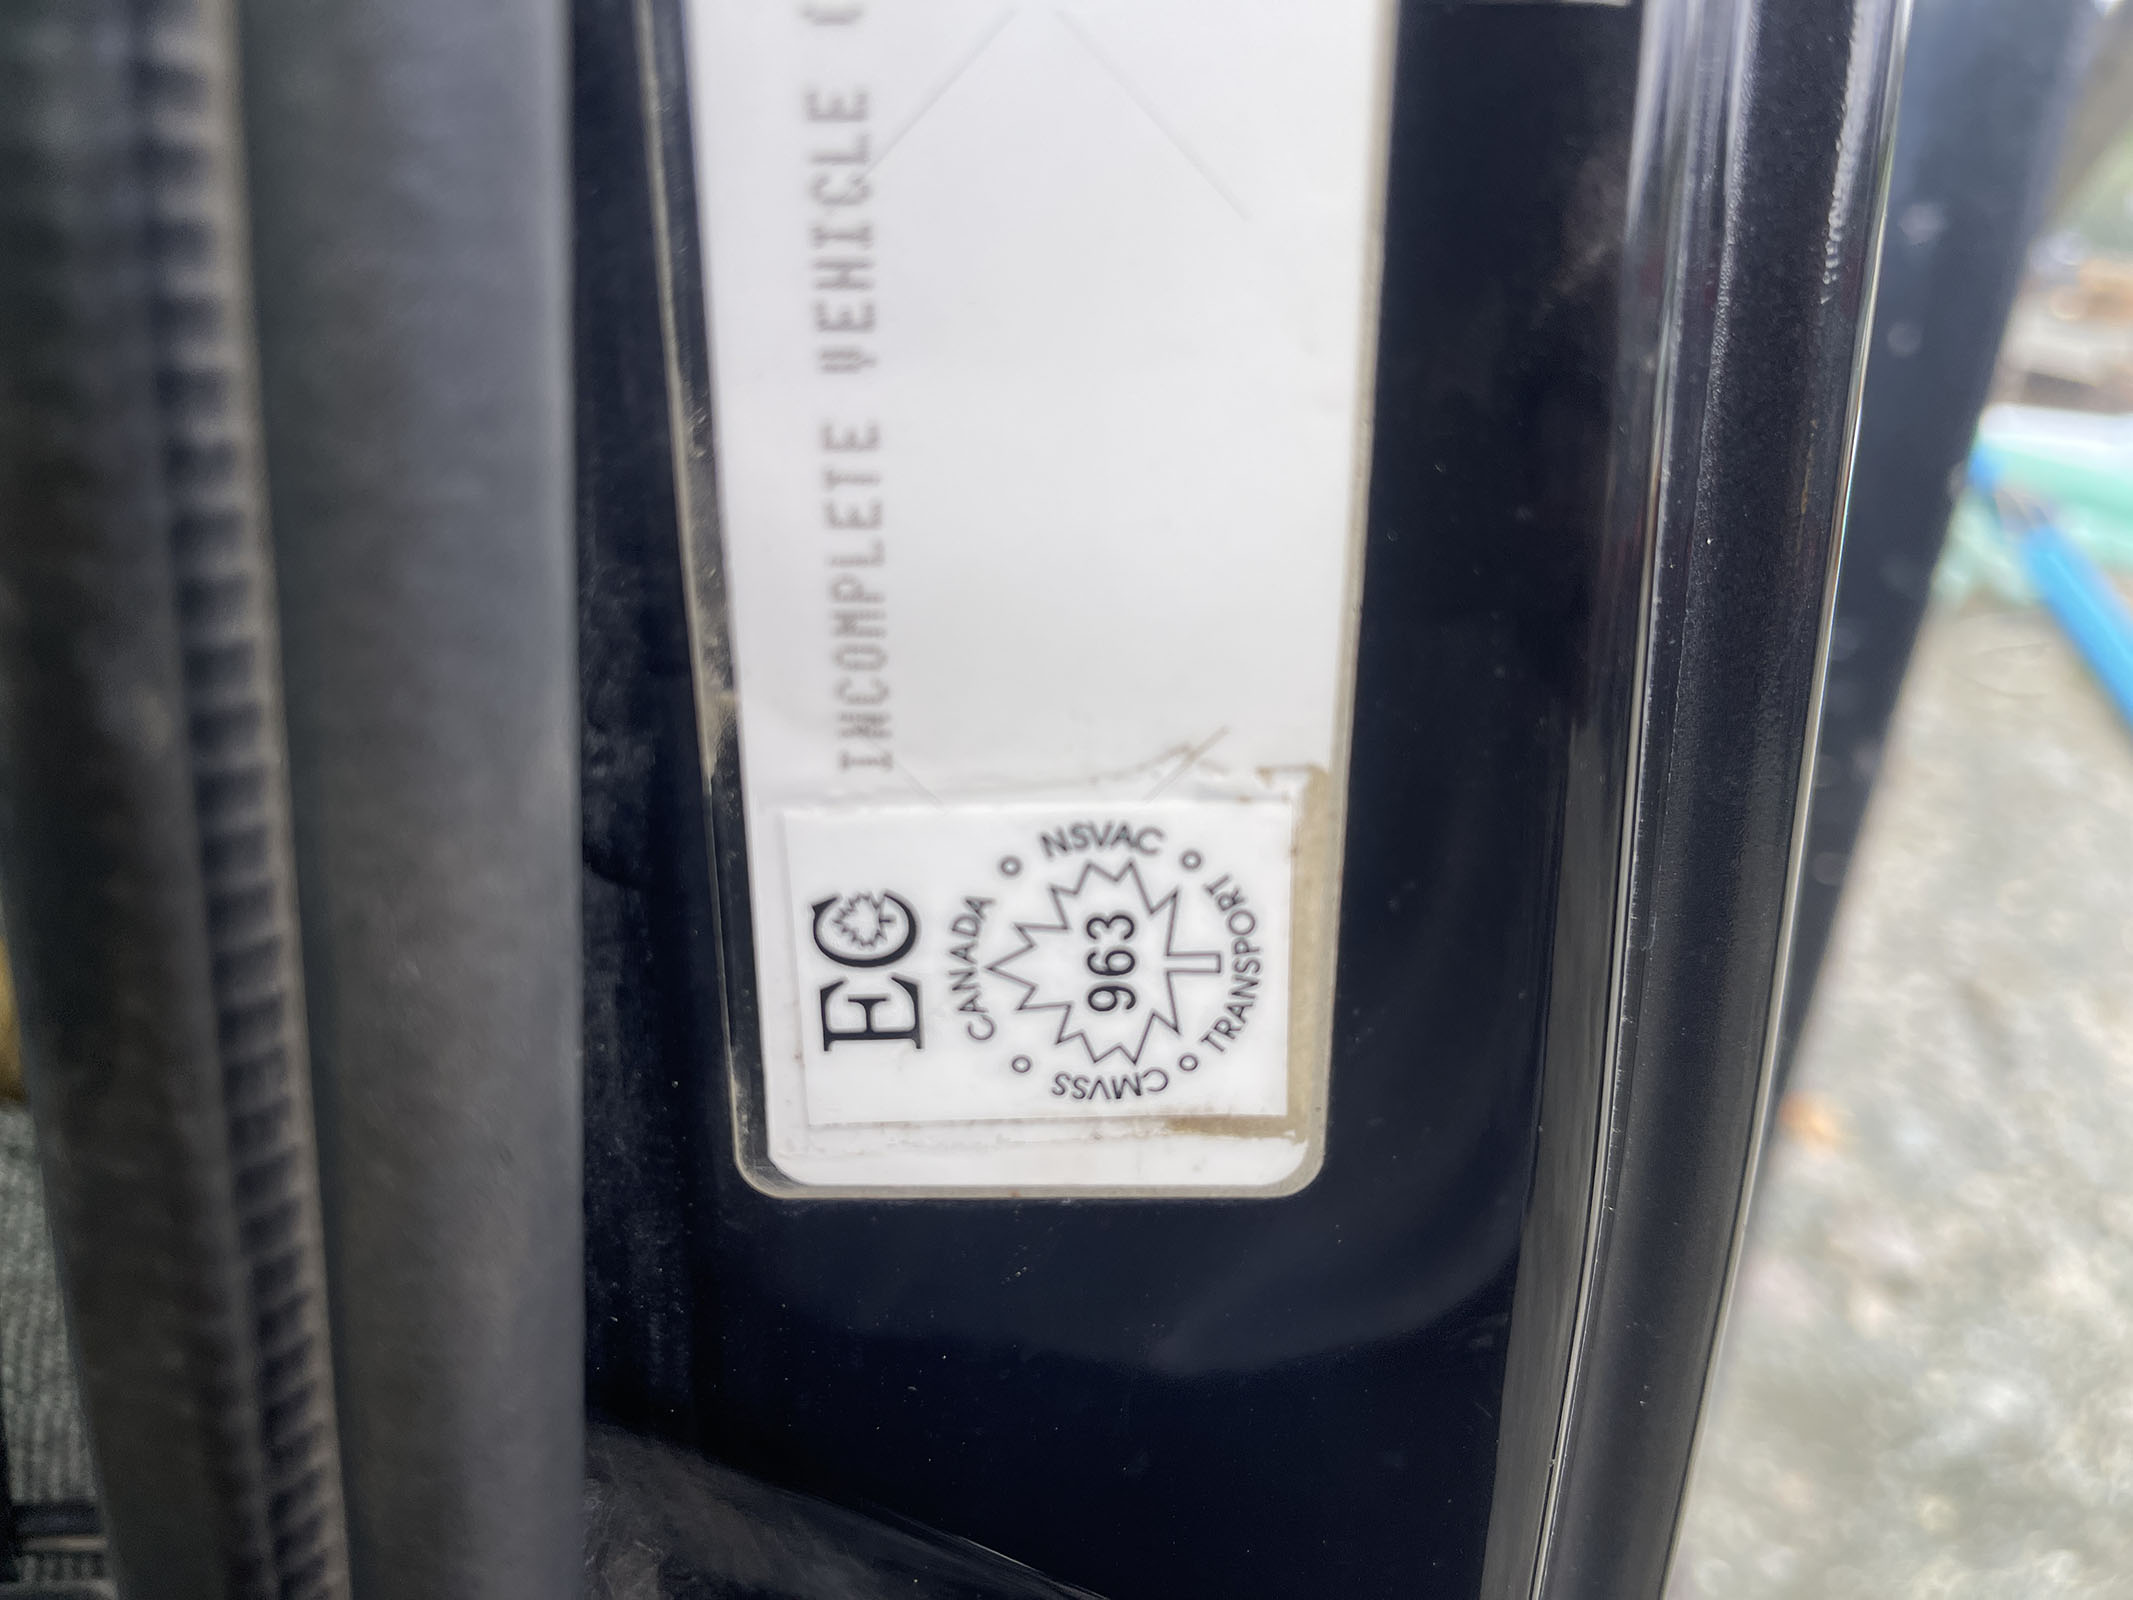 INCOMPLETE VEHICLE (
EC
CANADA
NSVAC
TRANSPORT
CMVSS
963